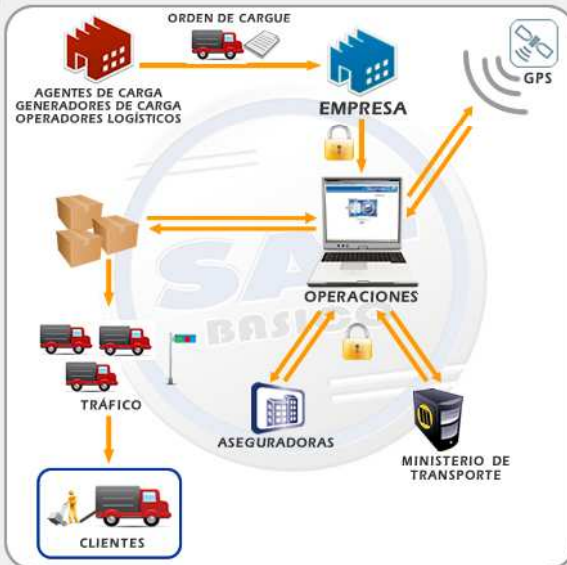 ORDEN DE CARGUE
GPS
AGENTES DE CARGA
GENERADORES DE CARGA
OPERADORES LOGÍSTICOS
EMPRESA
OPERACIONES
BASICO
TRÁFICO
ASEGURADORAS
MINISTERIO DE
TRANSPORTE
CLIENTES